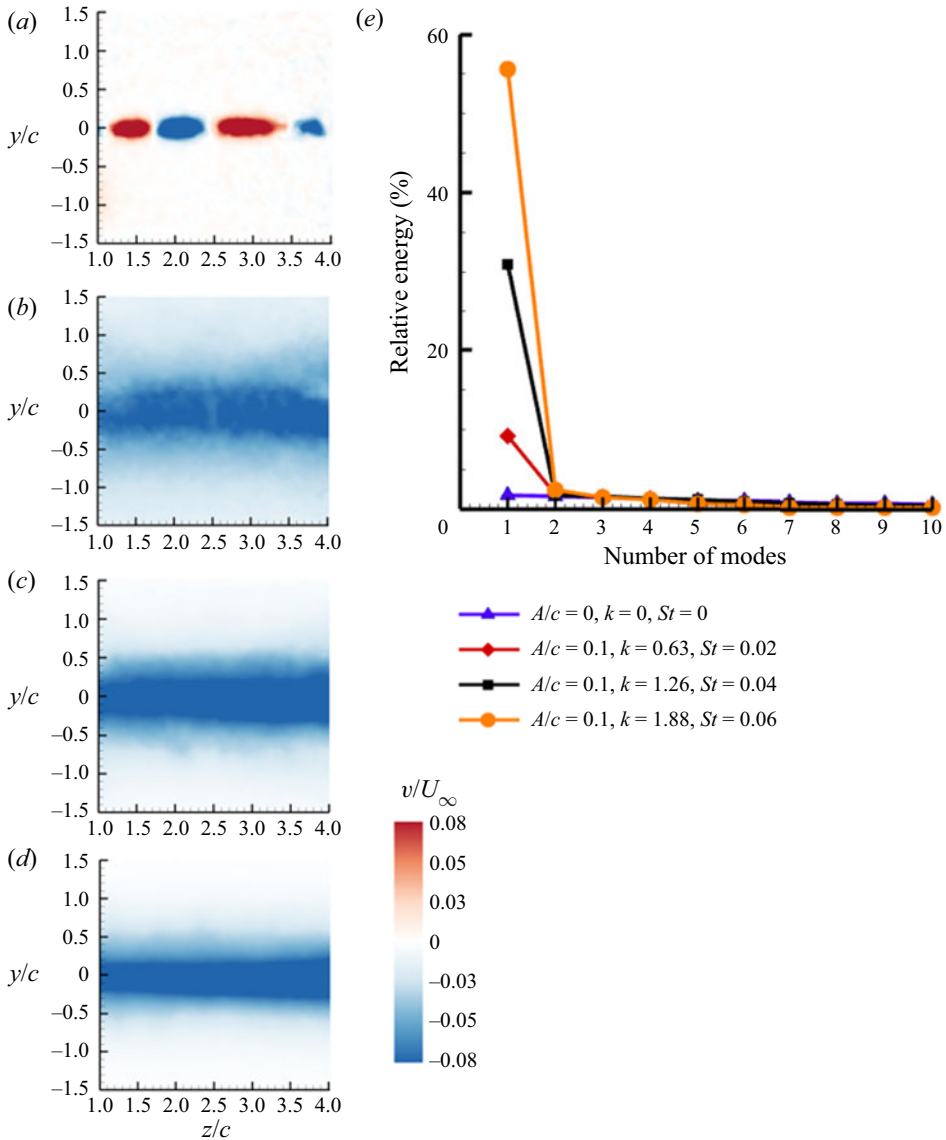 (a)
1.5
1.0
0.5
y/c
0
–0.5
–1.0
–1.5
1.0 1.5 2.0 2.5 3.0 3.5 4.0
z/c
(b)
1.5
1.0
0.5
y/c
0
–0.5
–1.0
–1.5
1.0 1.5 2.0 2.5 3.0 3.5 4.0
(c)
1.5
1.0
0.5
y/c
0
–0.5
–1.0
–1.5
1.0 1.5 2.0 2.5 3.0 3.5 4.0
(d)
1.5
1.0
0.5
y/c
0
–0.5
–1.0
–1.5
1.0 1.5 2.0 2.5 3.0 3.5 4.0
z/c
(e)
60
40
20
0
Relative energy (%)
1 2 3 4 5 6 7 8 9 10
Number of modes
A/c = 0, k = 0, St = 0
A/c = 0.1, k = 0.63, St = 0.02
A/c = 0.1, k = 1.26, St = 0.04
A/c = 0.1, k = 1.88, St = 0.06
v/U∞
0.08
0.05
0.03
0
–0.03
–0.05
–0.08